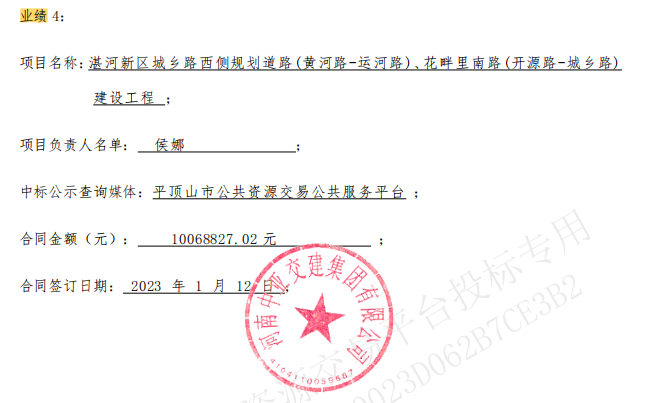 业绩 4：
项目名称：湛河新区城乡路西侧规划道路(黄河路-运河路)、花畔里南路(开源路-城乡路)
建设工程 ；
项目负责人名单： 侯娜 ；
中标公示查询媒体：平顶山市公共资源交易公共服务平台 ；
合同金额（元）： 10068827.02 元 ；
合同签订日期： 2023 年 1 月 12 日 ；
河南中亚交建集团有限公司
资源交易平台投标专用
0023D062B7CE3B2